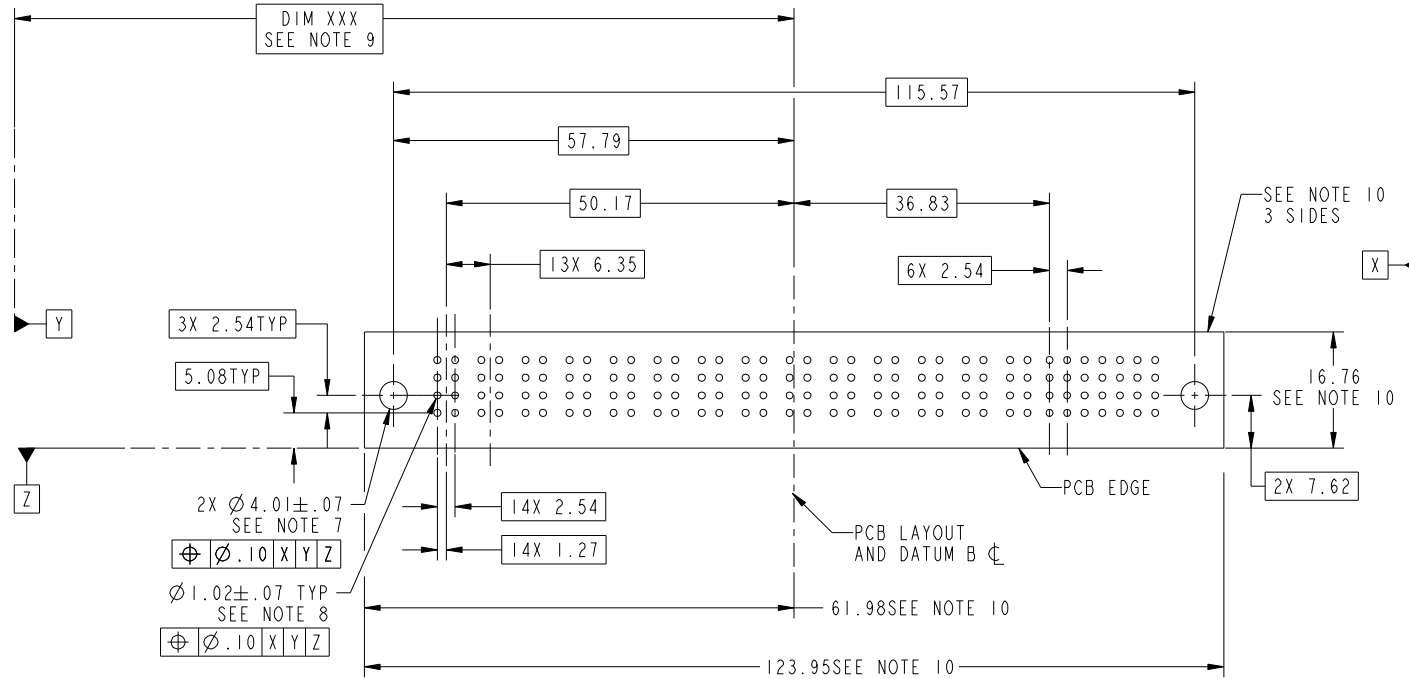 DIM XXX
SEE NOTE 9
115.57
57.79
50.17
36.83
SEE NOTE 10
3 SIDES
13X 6.35
6X 2.54
X
Y
3X 2.54TYP
5.08TYP
16.76
SEE NOTE 10
Z
2X Ø4.01±.07
SEE NOTE 7
⌖ Ø.10 X Y Z
14X 2.54
14X 1.27
PCB EDGE
2X 7.62
PCB LAYOUT
AND DATUM B ℄
Ø1.02±.07 TYP
SEE NOTE 8
⌖ Ø.10 X Y Z
61.98SEE NOTE 10
123.95SEE NOTE 10